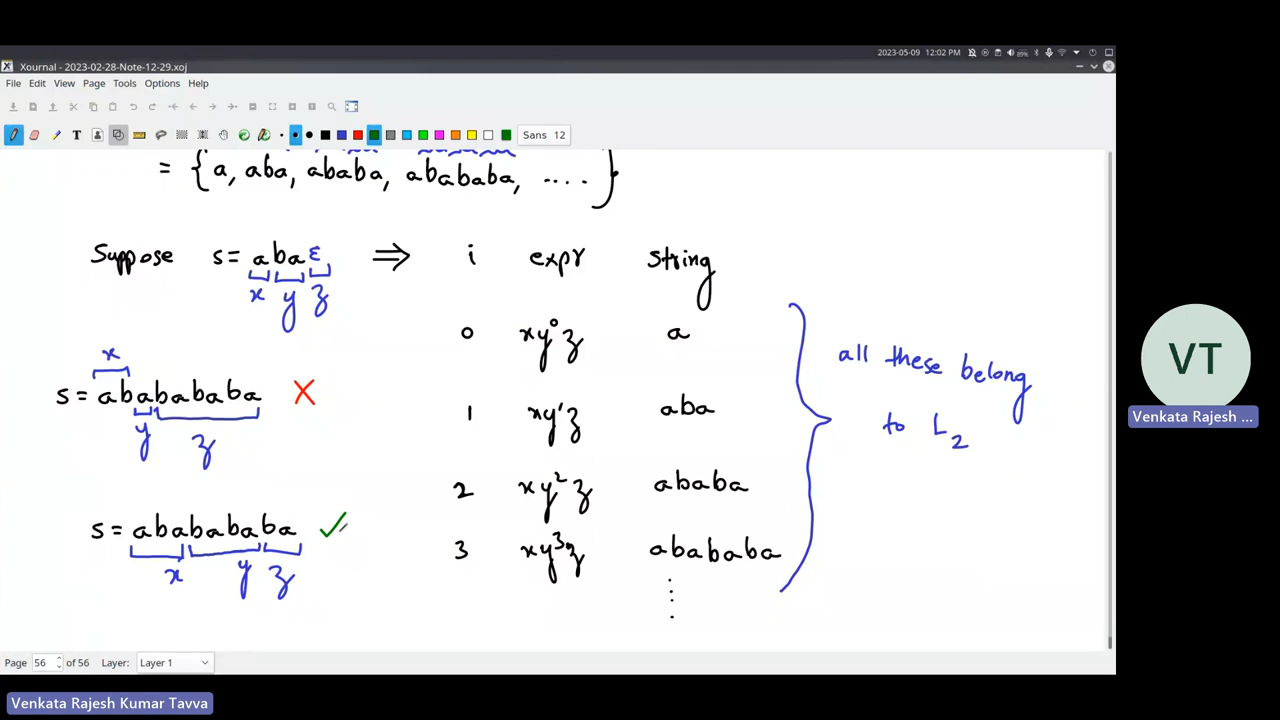 2023-05-09 12:02 PM
Xournal - 2023-02-28-Note-12-29.xoj
File Edit View Page Tools Options Help
Sans 12
= {a, aba, ababa, abababa, ....}.
Suppose s = abaε ⇒ i expr string
x y z
0 xy⁰z a
x
s = ababababa X
y z
1 xy¹z aba
all these belong
to L₂
2 xy²z ababa
s = ababababa ✓
x y z
3 xy³z abababa
⋮
Page 56 of 56 Layer: Layer 1
VT
Venkata Rajesh ...
Venkata Rajesh Kumar Tavva